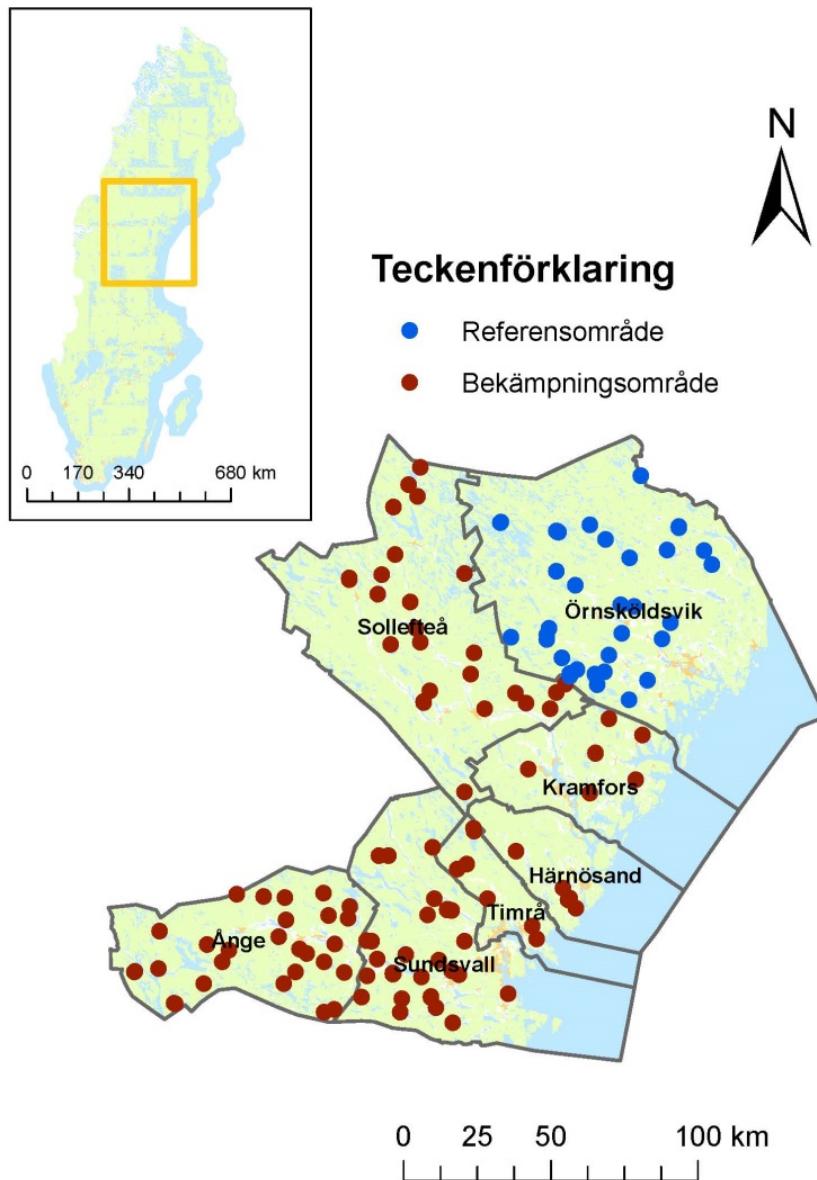 N
Teckenförklaring
Referensområde
Bekämpningsområde
0 170 340 680 km
Örnsköldsvik
Sollefteå
Kramfors
Härnösand
Timrå
Ånge
Sundsvall
0 25 50 100 km